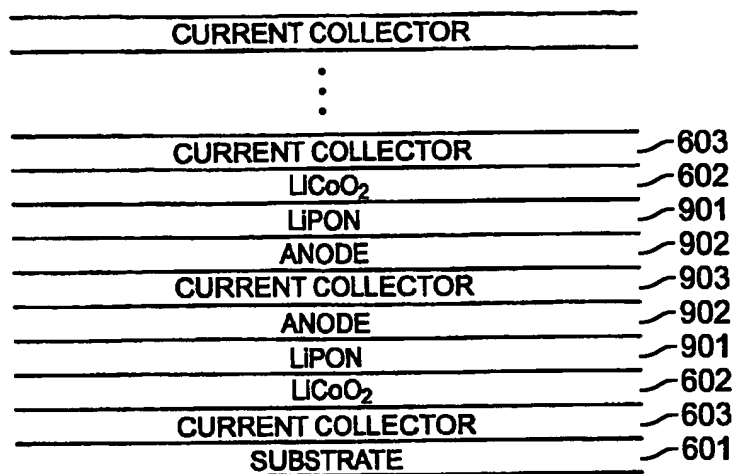 CURRENT COLLECTOR
CURRENT COLLECTOR 603
LiCoO₂ 602
LiPON 901
ANODE 902
CURRENT COLLECTOR 903
ANODE 902
LiPON 901
LiCoO₂ 602
CURRENT COLLECTOR 603
SUBSTRATE 601